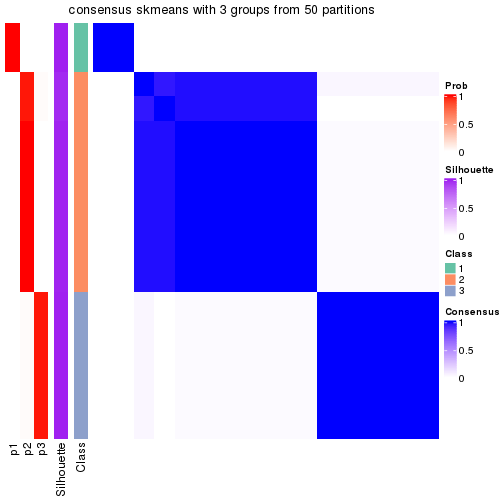 consensus skmeans with 3 groups from 50 partitions
Prob
1
0.5
0
Silhouette
1
0.5
0
Class
1
2
3
Consensus
1
0.5
0
p1
p2
p3
Silhouette
Class